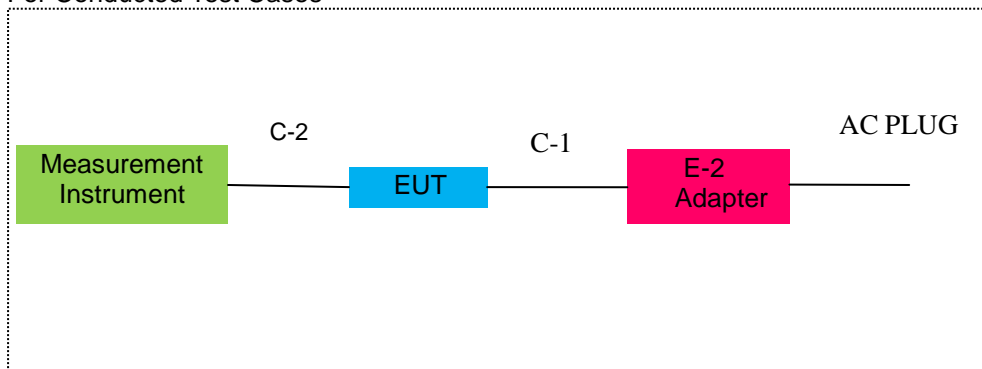 For Conducted Test Cases
C-2
C-1
AC PLUG
Measurement
Instrument
EUT
E-2
Adapter